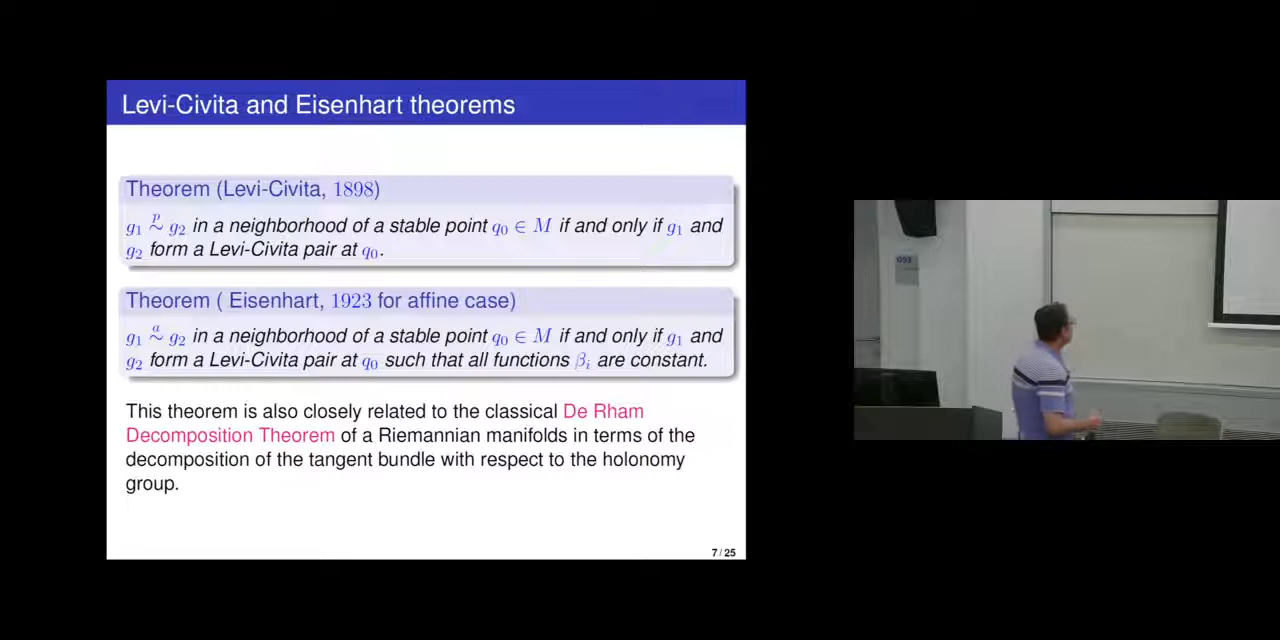 Levi-Civita and Eisenhart theorems
Theorem (Levi-Civita, 1898)
g₁ ᵖ∼ g₂ in a neighborhood of a stable point q₀ ∈ M if and only if g₁ and
g₂ form a Levi-Civita pair at q₀.
Theorem ( Eisenhart, 1923 for affine case)
g₁ ᵃ∼ g₂ in a neighborhood of a stable point q₀ ∈ M if and only if g₁ and
g₂ form a Levi-Civita pair at q₀ such that all functions βᵢ are constant.
This theorem is also closely related to the classical De Rham
Decomposition Theorem of a Riemannian manifolds in terms of the
decomposition of the tangent bundle with respect to the holonomy
group.
7 / 25